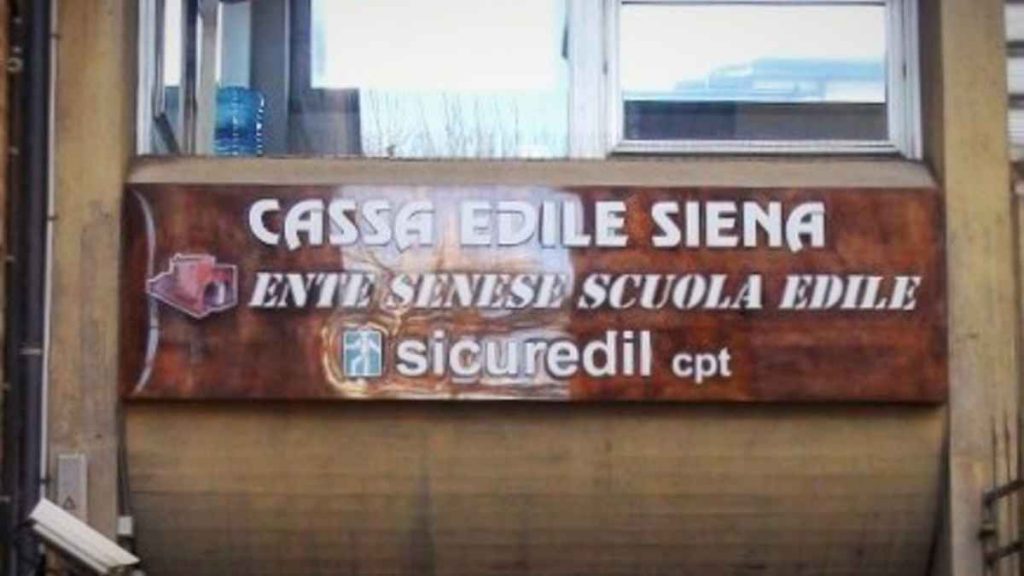 CASSA EDILE SIENA
ENTE SENESE SCUOLA EDILE
sicuredil cpt